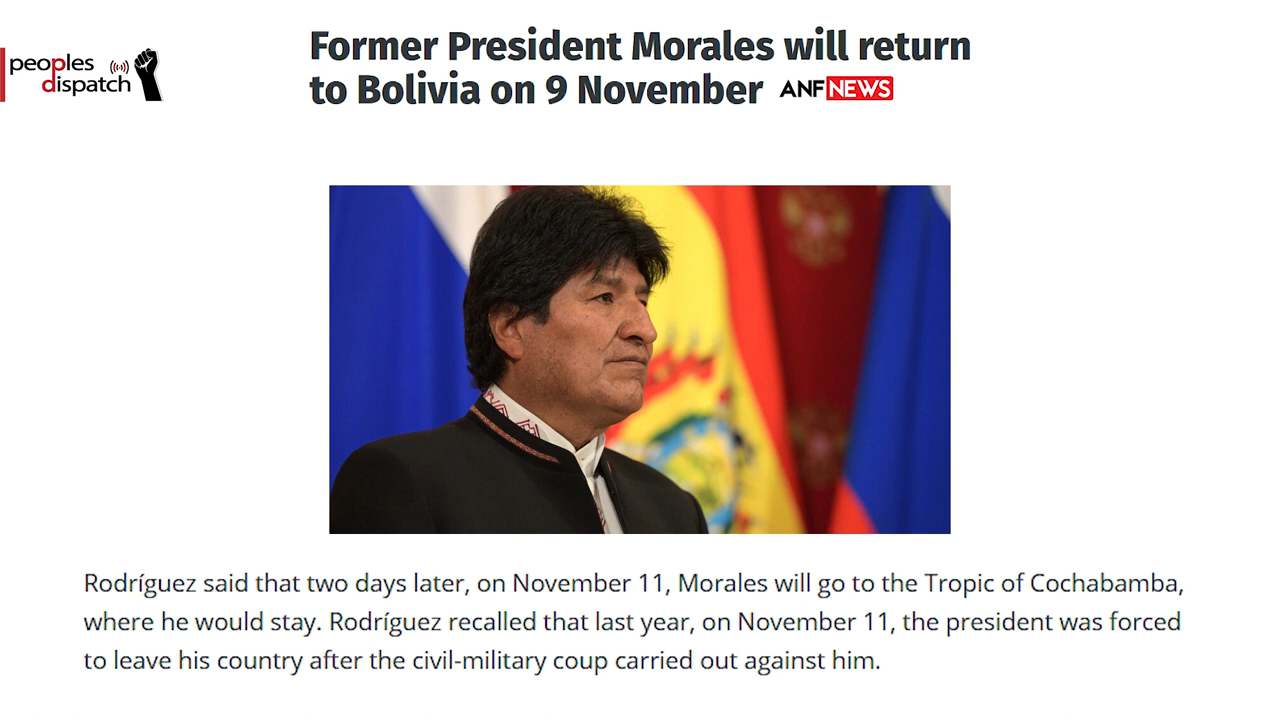 peoples
dispatch
Former President Morales will return
to Bolivia on 9 November ANFNEWS
Rodríguez said that two days later, on November 11, Morales will go to the Tropic of Cochabamba,
where he would stay. Rodríguez recalled that last year, on November 11, the president was forced
to leave his country after the civil-military coup carried out against him.